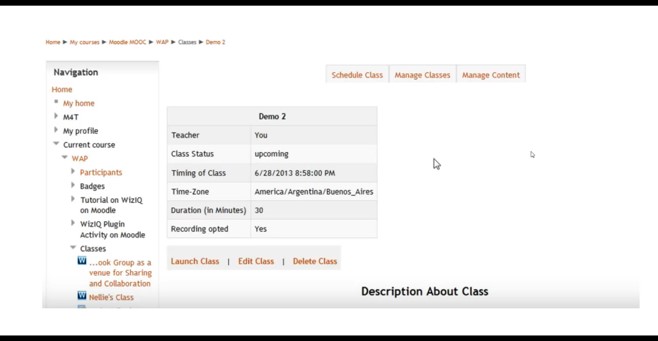 Home ► My courses ► Moodle MOOC ► WAP ► Classes ► Demo 2
Navigation
Home
My home
M4T
My profile
Current course
WAP
Participants
Badges
Tutorial on WizIQ
on Moodle
WizIQ Plugin
Activity on Moodle
Classes
...ook Group as a
venue for Sharing
and Collaboration
Nellie's Class
Schedule Class
Manage Classes
Manage Content
Demo 2
Teacher You
Class Status upcoming
Timing of Class 6/28/2013 8:58:00 PM
Time-Zone America/Argentina/Buenos_Aires
Duration (in Minutes) 30
Recording opted Yes
Launch Class | Edit Class | Delete Class
Description About Class